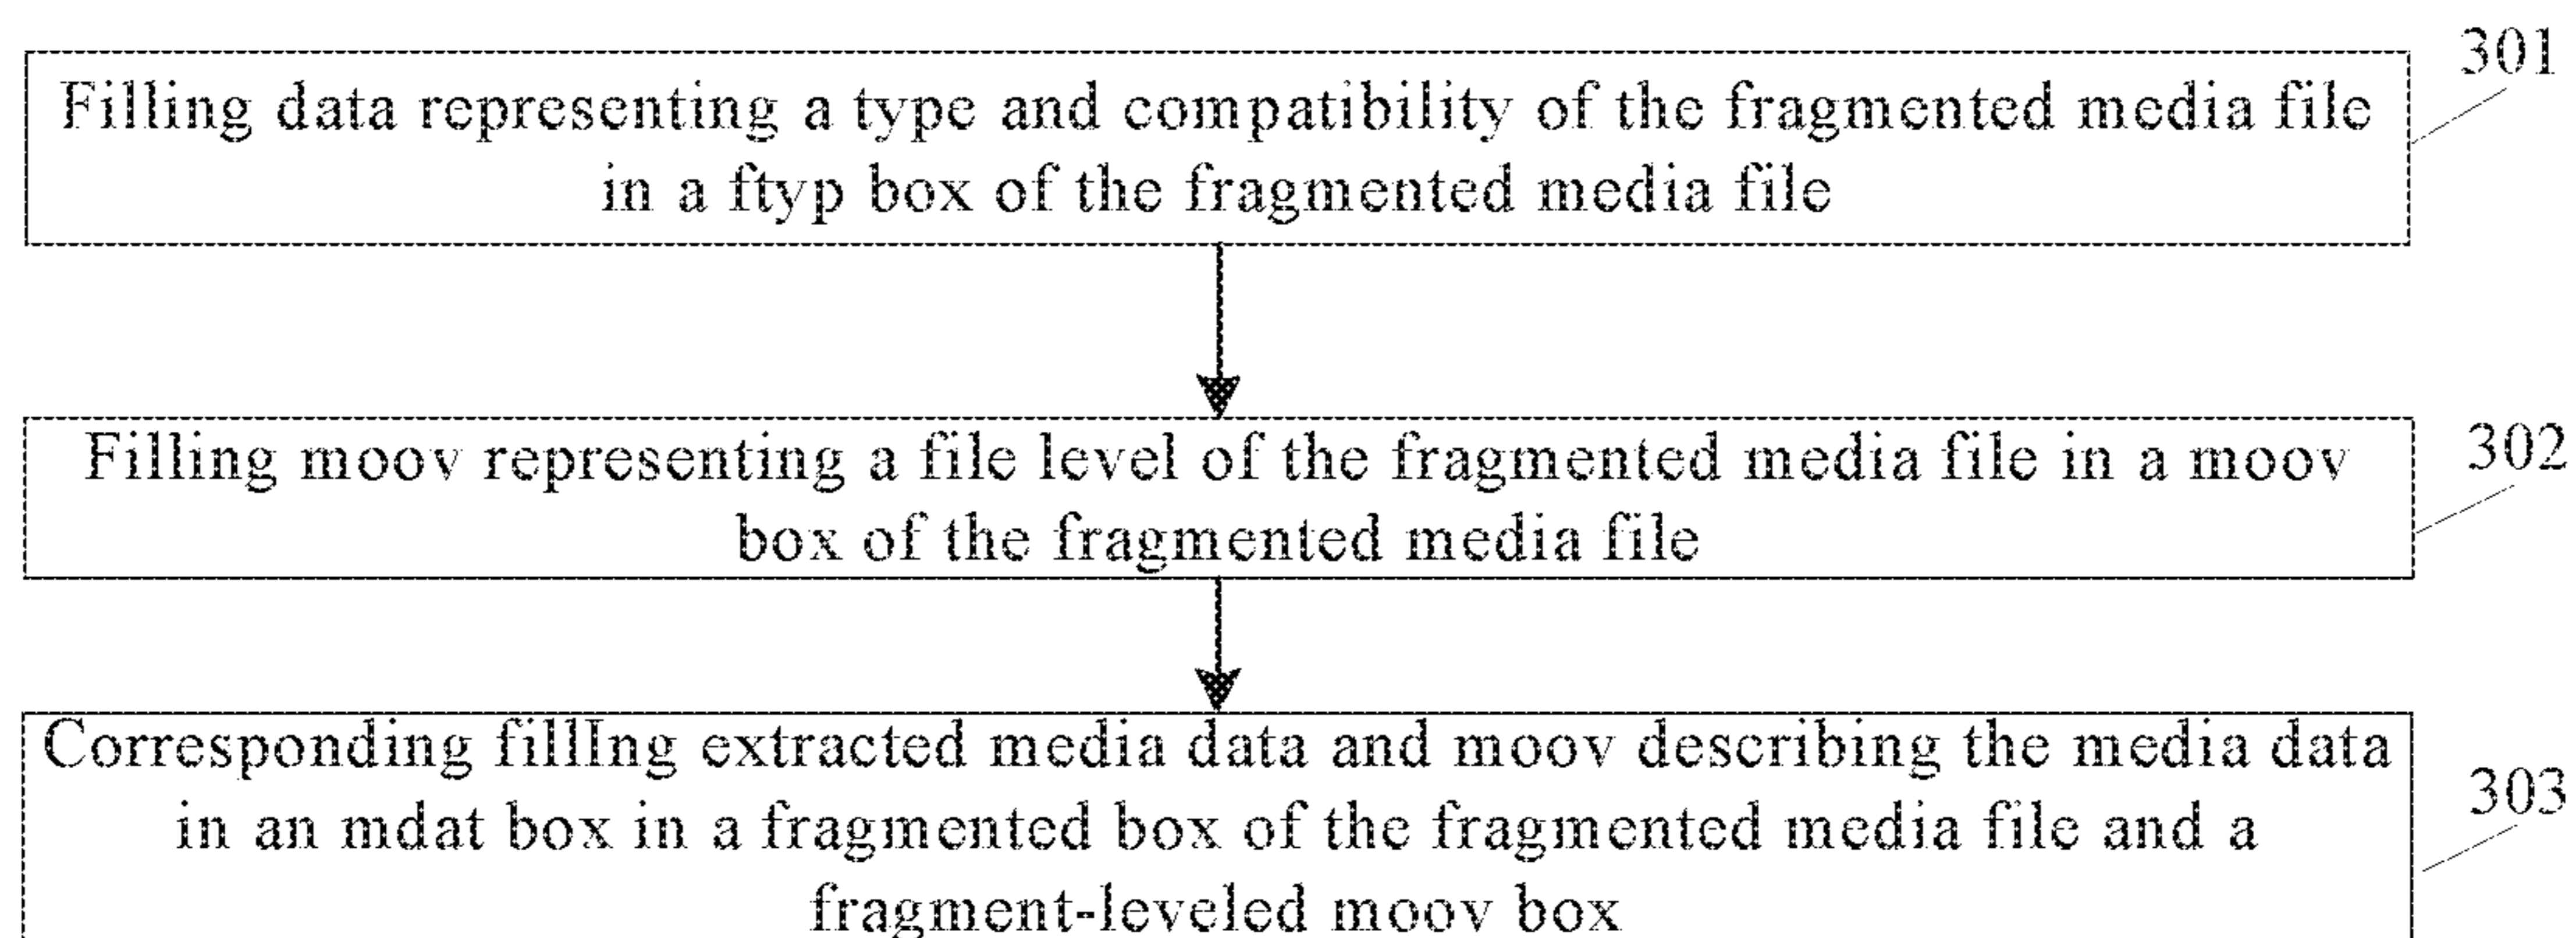 301
Filling data representing a type and compatibility of the fragmented media file
in a ftyp box of the fragmented media file
302
Filling moov representing a file level of the fragmented media file in a moov
box of the fragmented media file
303
Corresponding fillIng extracted media data and moov describing the media data
in an mdat box in a fragmented box of the fragmented media file and a
fragment-leveled moov box